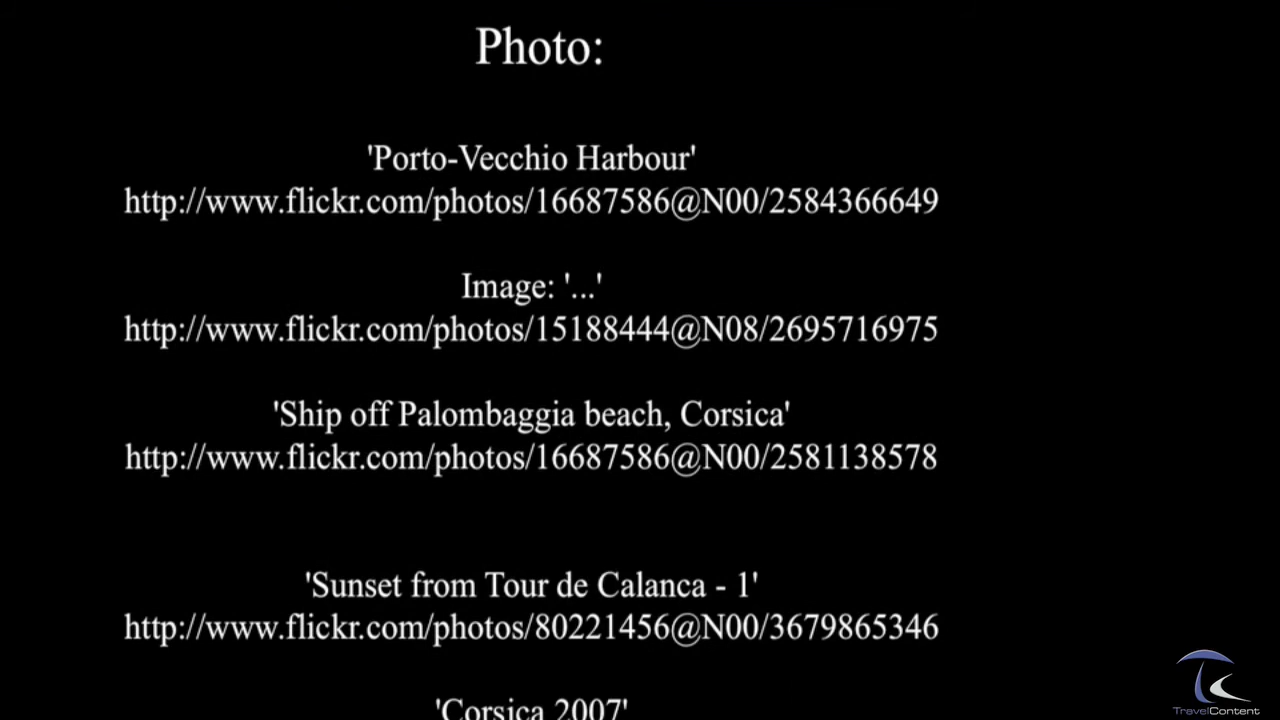 Photo:
'Porto-Vecchio Harbour'
http://www.flickr.com/photos/16687586@N00/2584366649
Image: '...'
http://www.flickr.com/photos/15188444@N08/2695716975
'Ship off Palombaggia beach, Corsica'
http://www.flickr.com/photos/16687586@N00/2581138578
'Sunset from Tour de Calanca - 1'
http://www.flickr.com/photos/80221456@N00/3679865346
'Corsica 2007'
TravelContent